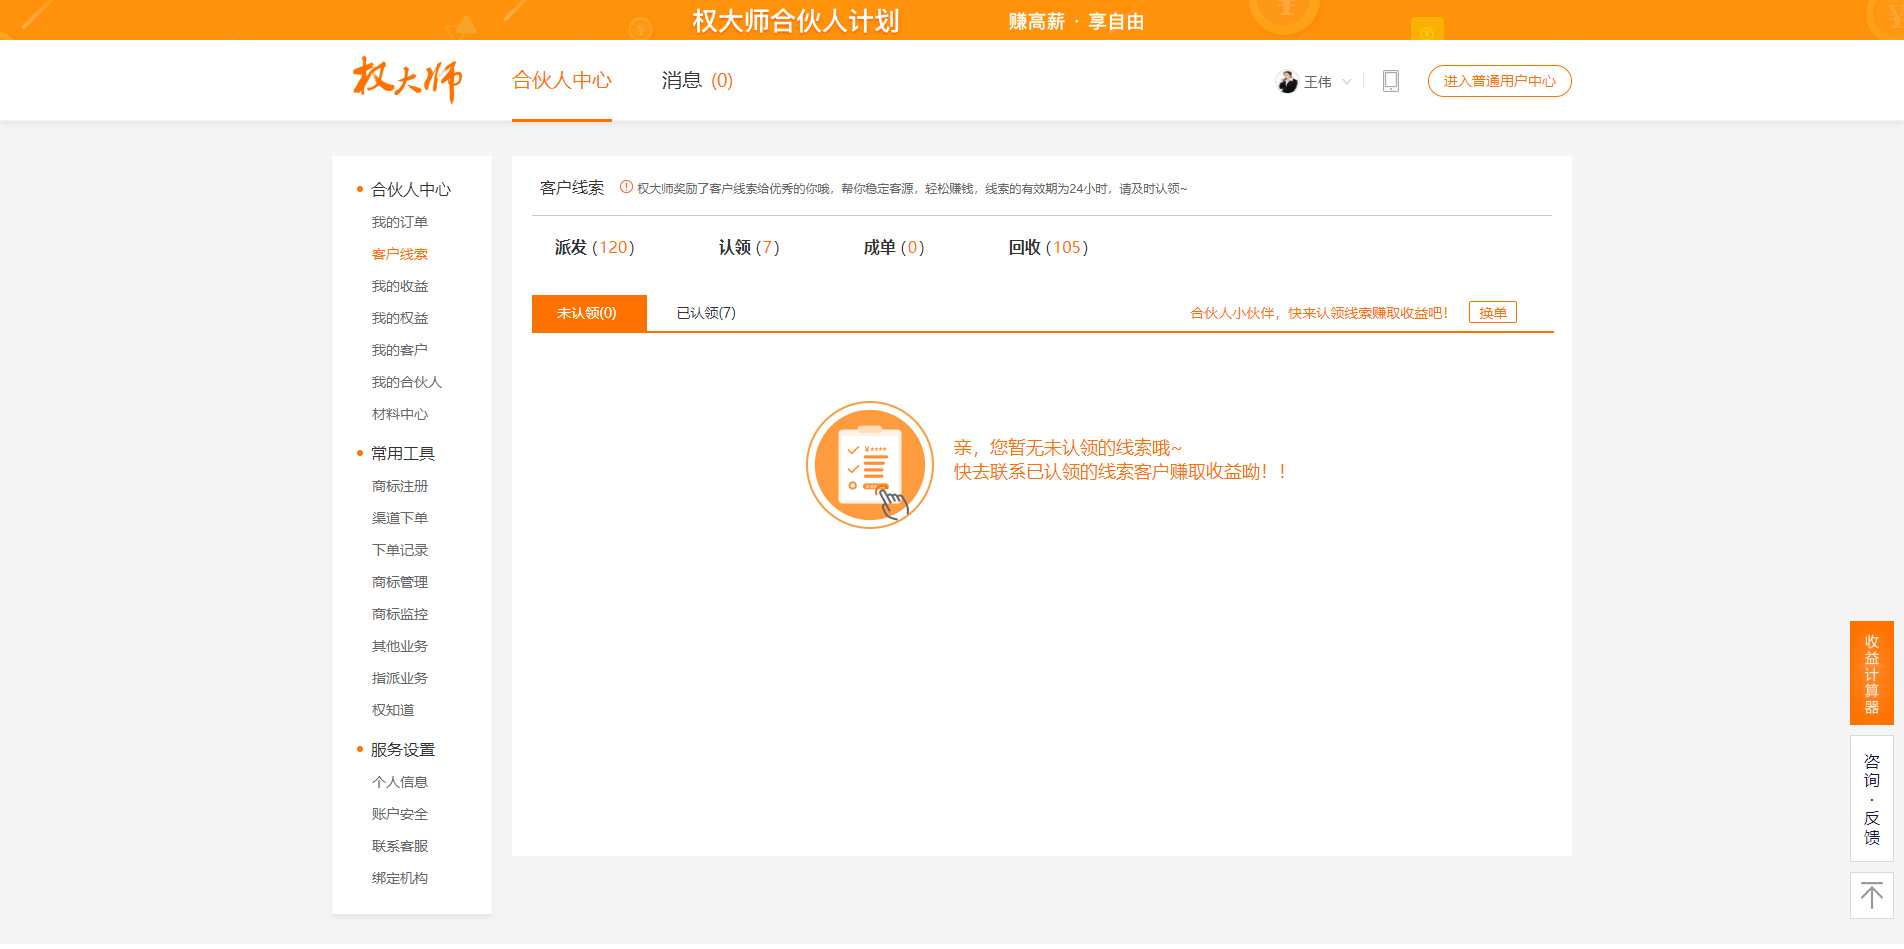 权大师合伙人计划 赚高薪 · 享自由
权大师 合伙人中心 消息 (0) 王伟 进入普通用户中心
合伙人中心
我的订单
客户线索
我的收益
我的权益
我的客户
我的合伙人
材料中心
常用工具
商标注册
渠道下单
下单记录
商标管理
商标监控
其他业务
指派业务
权知道
服务设置
个人信息
账户安全
联系客服
绑定机构
客户线索 权大师奖励了客户线索给优秀的你哦，帮你稳定客源，轻松赚钱，线索的有效期为24小时，请及时认领~
派发 (120) 认领 (7) 成单 (0) 回收 (105)
未认领(0) 已认领(7) 合伙人小伙伴，快来认领线索赚取收益吧！ 换单
¥****
亲，您暂无未认领的线索哦~
快去联系已认领的线索客户赚取收益呦！！
收益计算器
咨询·反馈